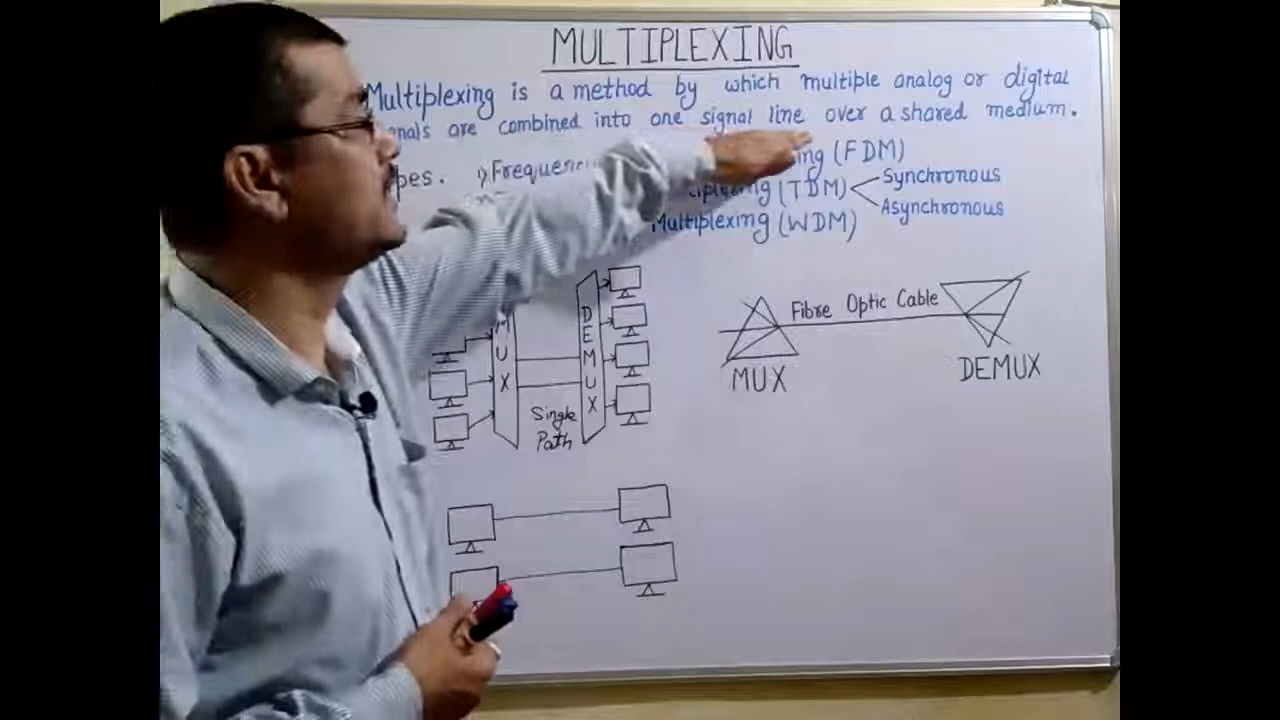 MULTIPLEXING
Multiplexing is a method by which multiple analog or digital
are combined into one signal line over a shared medium.
(FDM)
(TDM) Synchronous
Asynchronous
Multiplexing (WDM)
MUX
DEMUX
Single
Path
Fibre Optic Cable
MUX
DEMUX